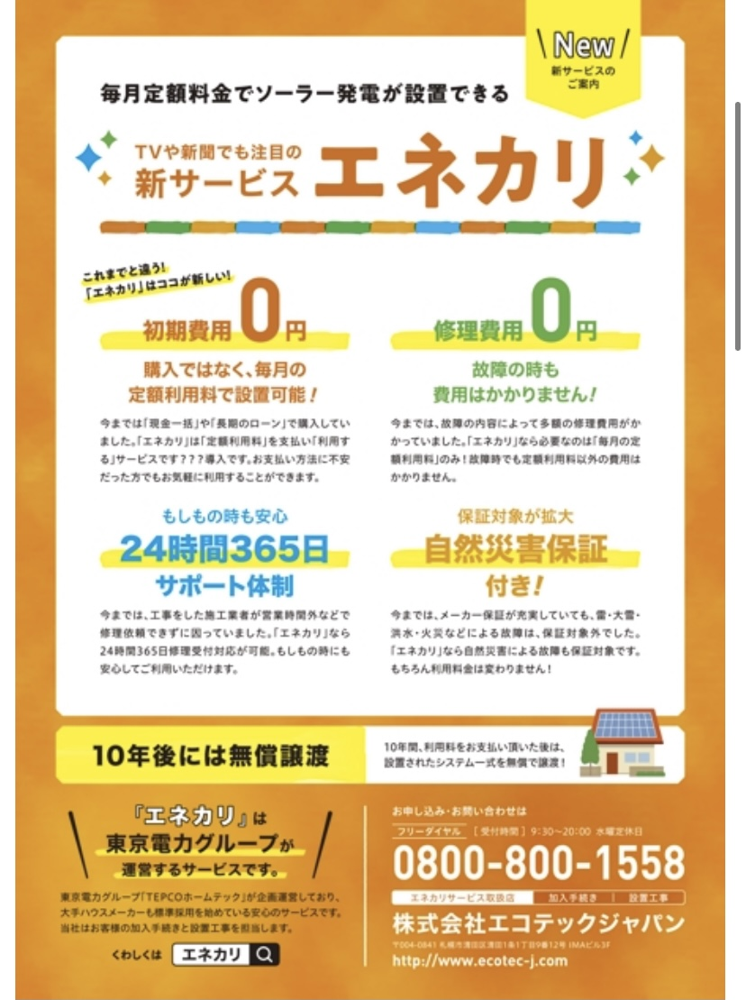 New
新サービスの
ご案内
毎月定額料金でソーラー発電が設置できる
TVや新聞でも注目の
新サービス エネカリ
これまでと違う!
「エネカリ」はココが新しい!
初期費用0円
購入ではなく、毎月の
定額利用料で設置可能!
今までは「現金一括」や「長期のローン」で購入してい
ました。「エネカリ」は「定額利用料」を支払い「利用す
る」サービスです???導入です。お支払い方法に不安
だった方でもお気軽に利用することができます。
修理費用0円
故障の時も
費用はかかりません!
今までは、故障の内容によって多額の修理費用がか
かっていました。「エネカリ」なら必要なのは「毎月の定
額利用料」のみ!故障時でも定額利用料以外の費用は
かかりません。
もしもの時も安心
24時間365日
サポート体制
今までは、工事をした施工業者が営業時間外などで
修理依頼できずに困っていました。「エネカリ」なら
24時間365日修理受付対応が可能。もしもの時にも
安心してご利用いただけます。
保証対象が拡大
自然災害保証
付き!
今までは、メーカー保証が充実していても、雷・大雪・
洪水・火災などによる故障は、保証対象外でした。
「エネカリ」なら自然災害による故障も保証対象です。
もちろん利用料金は変わりません!
10年後には無償譲渡
10年間、利用料をお支払い頂いた後は、
設置されたシステム一式を無償で譲渡!
『エネカリ』は
東京電力グループが
運営するサービスです。
東京電力グループ「TEPCOホームテック」が企画運営しており、
大手ハウスメーカーも標準採用を始めている安心のサービスです。
当社はお客様の加入手続きと設置工事を担当します。
くわしくは エネカリ
お申し込み・お問い合わせは
フリーダイヤル [受付時間] 9:30〜20:00 水曜定休日
0800-800-1558
エネカリサービス取扱店 加入手続き | 設置工事
株式会社エコテックジャパン
〒004-0841 札幌市清田区清田1条1丁目9番12号 IMAビル3F
http://www.ecotec-j.com